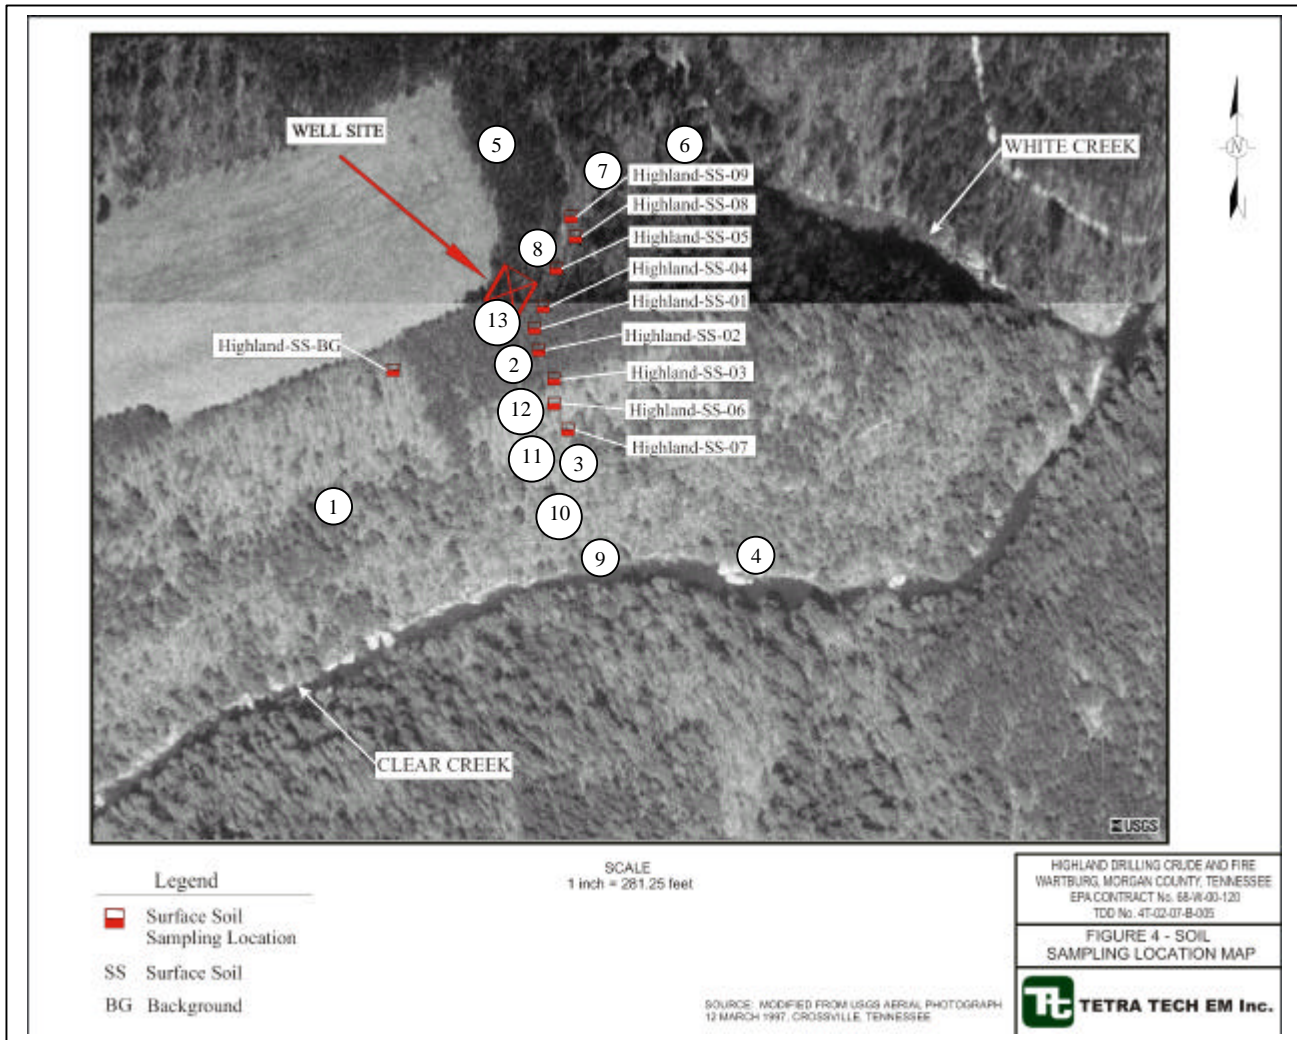 WELL SITE
5
6
WHITE CREEK
N
7
Highland-SS-09
Highland-SS-08
8
Highland-SS-05
Highland-SS-04
13
Highland-SS-01
Highland-SS-BG
2
Highland-SS-02
Highland-SS-03
12
Highland-SS-06
11
3
Highland-SS-07
1
10
9
4
CLEAR CREEK
USGS
Legend
Surface Soil
Sampling Location
SS Surface Soil
BG Background
SCALE
1 inch = 281.25 feet
SOURCE: MODIFIED FROM USGS AERIAL PHOTOGRAPH
12 MARCH 1997, CROSSVILLE, TENNESSEE
HIGHLAND DRILLING CRUDE AND FIRE
WARTBURG, MORGAN COUNTY, TENNESSEE
EPA CONTRACT No. 68-W-00-120
TDD No. 4T-02-07-B-005
FIGURE 4 - SOIL
SAMPLING LOCATION MAP
TETRA TECH EM Inc.